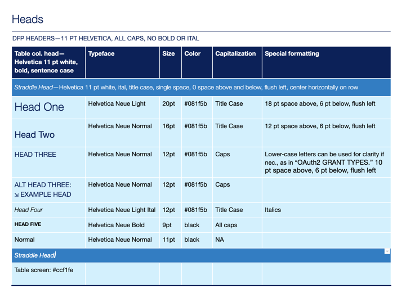 Heads
DFP HEADERS—11 PT HELVETICA, ALL CAPS, NO BOLD OR ITAL
Table col. head— Typeface Size Color Capitalization Special formatting
Helvetica 11 pt white,
bold, sentence case
Straddle Head—Helvetica 11 pt white, ital, title case, single space, 0 space above and below, flush left, center horizontally on row
Head One Helvetica Neue Light 20pt #081f5b Title Case 18 pt space above, 6 pt below, flush left
Head Two Helvetica Neue Normal 16pt #081f5b Title Case 12 pt space above, 6 pt below, flush left
HEAD THREE Helvetica Neue Normal 12pt #081f5b Caps Lower-case letters can be used for clarity if
nec., as in "OAuth2 GRANT TYPES." 10
pt space above, 6 pt below, flush left
ALT HEAD THREE: Helvetica Neue Normal 12pt #081f5b Caps
⇲ EXAMPLE HEAD
Head Four Helvetica Neue Light Ital 12pt #081f5b Title Case Italics
HEAD FIVE Helvetica Neue Bold 9pt black All caps
Normal Helvetica Neue Normal 11pt black NA
Straddle Head
Table screen: #ccf1fe